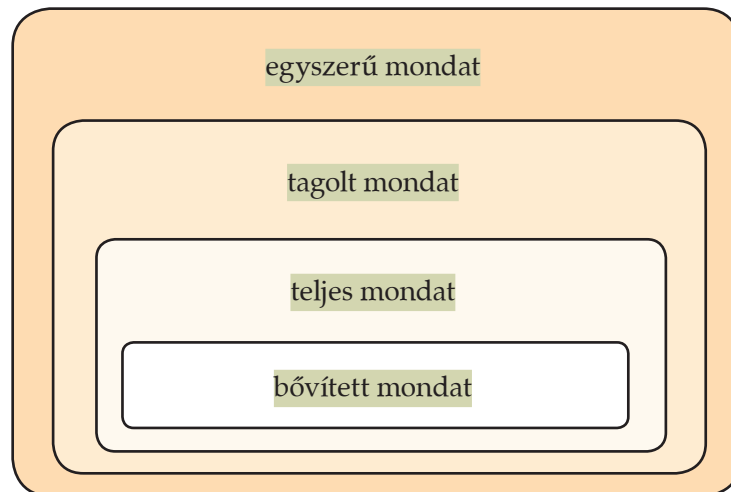 egyszerű mondat
tagolt mondat
teljes mondat
bővített mondat